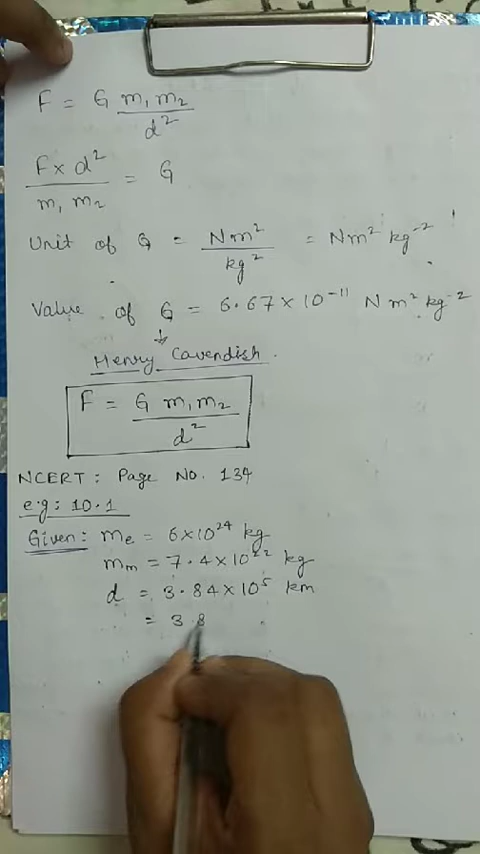 F = G m₁m₂ / d²
F × d² / m₁ m₂ = G
Unit of G = Nm² / kg² = Nm² kg⁻²
Value of G = 6.67 × 10⁻¹¹ N m² kg⁻²
↓
Henry Cavendish.
F = G m₁m₂ / d²
NCERT: Page No. 134
e.g: 10.1
Given: me = 6×10²⁴ kg
mm = 7.4×10²² kg
d = 3.84×10⁵ km
= 3.8